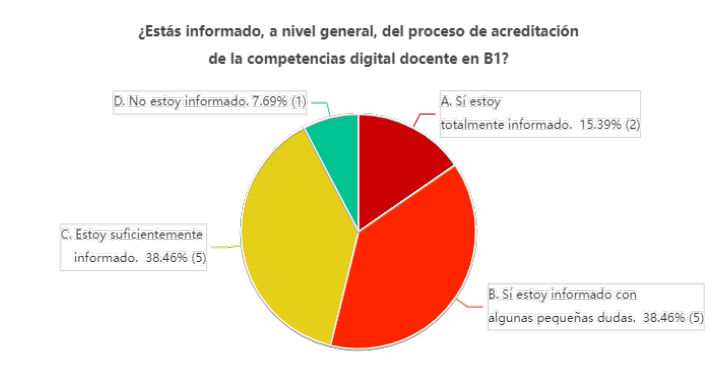 ¿Estás informado, a nivel general, del proceso de acreditación
de la competencias digital docente en B1?
D. No estoy informado. 7.69% (1)
A. Sí estoy
totalmente informado. 15.39% (2)
C. Estoy suficientemente
informado. 38.46% (5)
B. Sí estoy informado con
algunas pequeñas dudas. 38.46% (5)